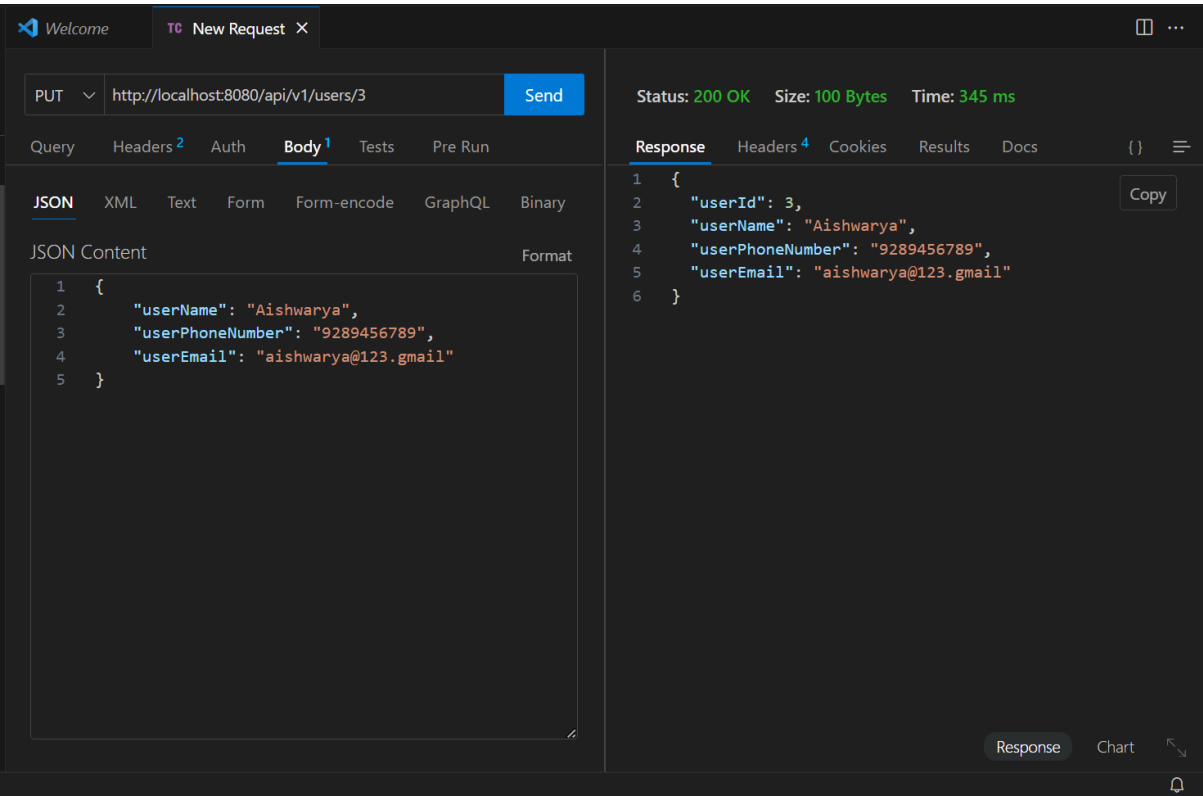 Welcome TC New Request
PUT http://localhost:8080/api/v1/users/3 Send
Query Headers 2 Auth Body 1 Tests Pre Run
JSON XML Text Form Form-encode GraphQL Binary
JSON Content Format
1 {
2 "userName": "Aishwarya",
3 "userPhoneNumber": "9289456789",
4 "userEmail": "aishwarya@123.gmail"
5 }
Status: 200 OK Size: 100 Bytes Time: 345 ms
Response Headers 4 Cookies Results Docs { }
Copy
1 {
2 "userId": 3,
3 "userName": "Aishwarya",
4 "userPhoneNumber": "9289456789",
5 "userEmail": "aishwarya@123.gmail"
6 }
Response Chart